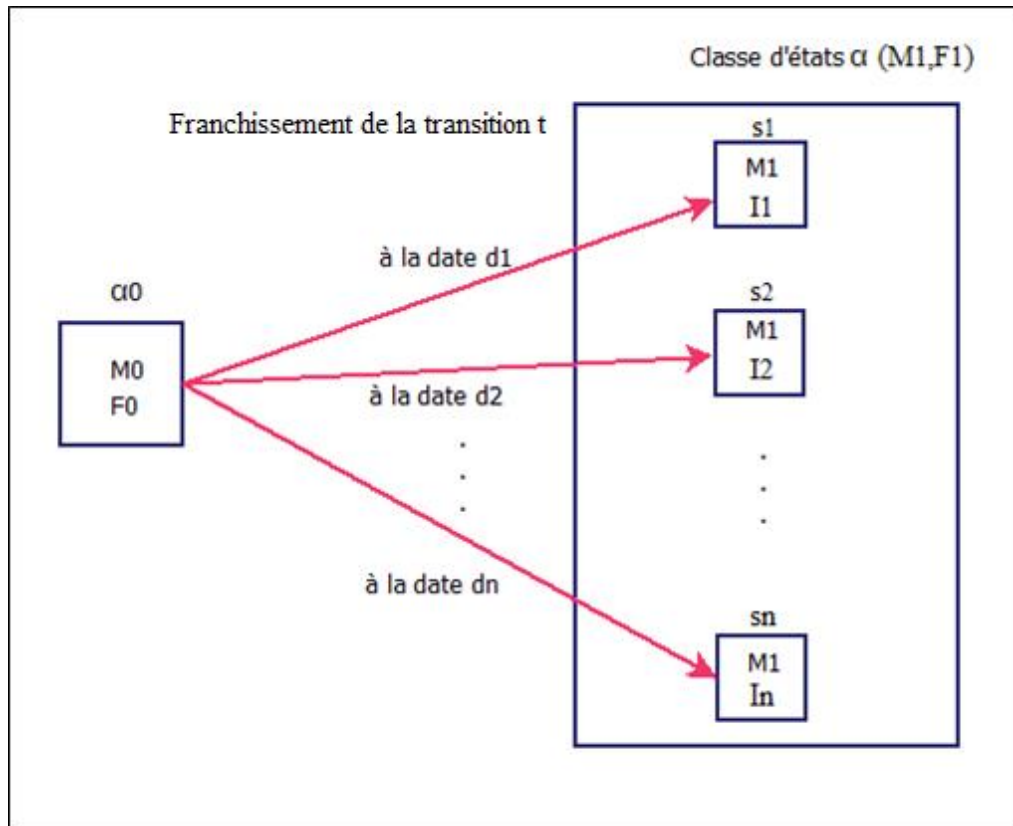 Classe d'états α (M1,F1)
Franchissement de la transition t
s1
M1
I1
à la date d1
α0
s2
M1
I2
M0
F0
à la date d2
.
.
.
.
.
.
à la date dn
sn
M1
In